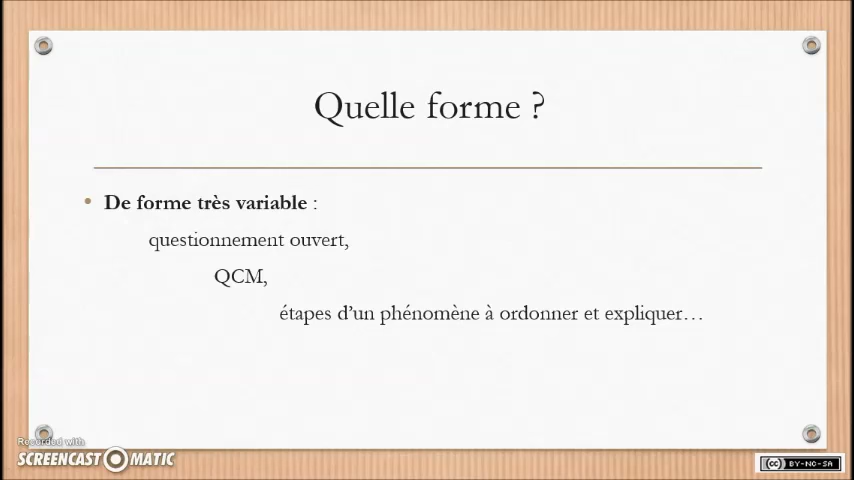 Quelle forme ?
• De forme très variable :
questionnement ouvert,
QCM,
étapes d’un phénomène à ordonner et expliquer…
Recorded with
SCREENCAST O MATIC
cc BY-NC-SA